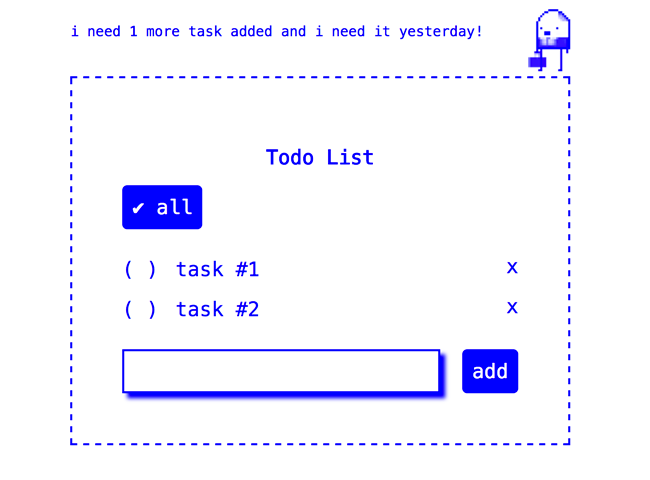 i need 1 more task added and i need it yesterday!
Todo List
✔ all
( ) task #1 x
( ) task #2 x
add